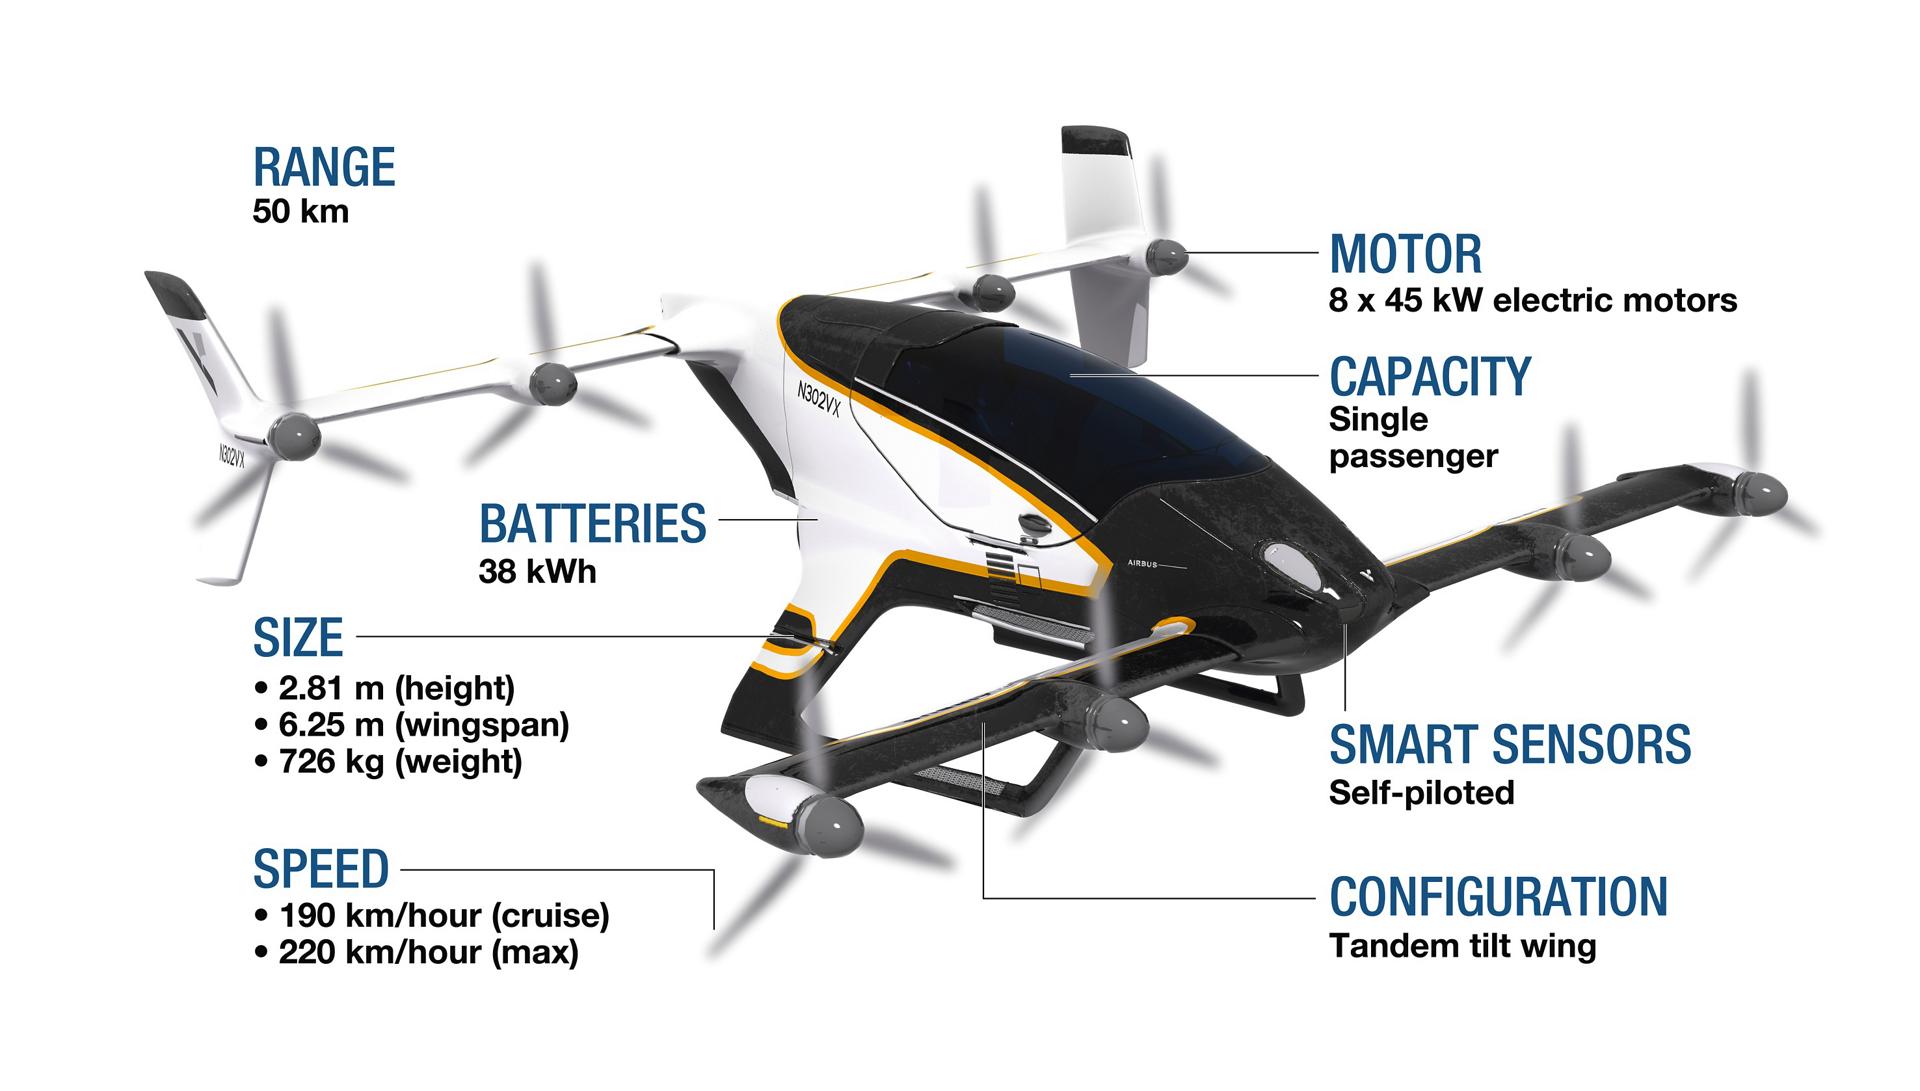 RANGE
50 km
MOTOR
8 x 45 kW electric motors
CAPACITY
Single
passenger
N302VX
N302VX
BATTERIES
38 kWh
AIRBUS
SIZE
• 2.81 m (height)
• 6.25 m (wingspan)
• 726 kg (weight)
SMART SENSORS
Self-piloted
SPEED
• 190 km/hour (cruise)
• 220 km/hour (max)
CONFIGURATION
Tandem tilt wing